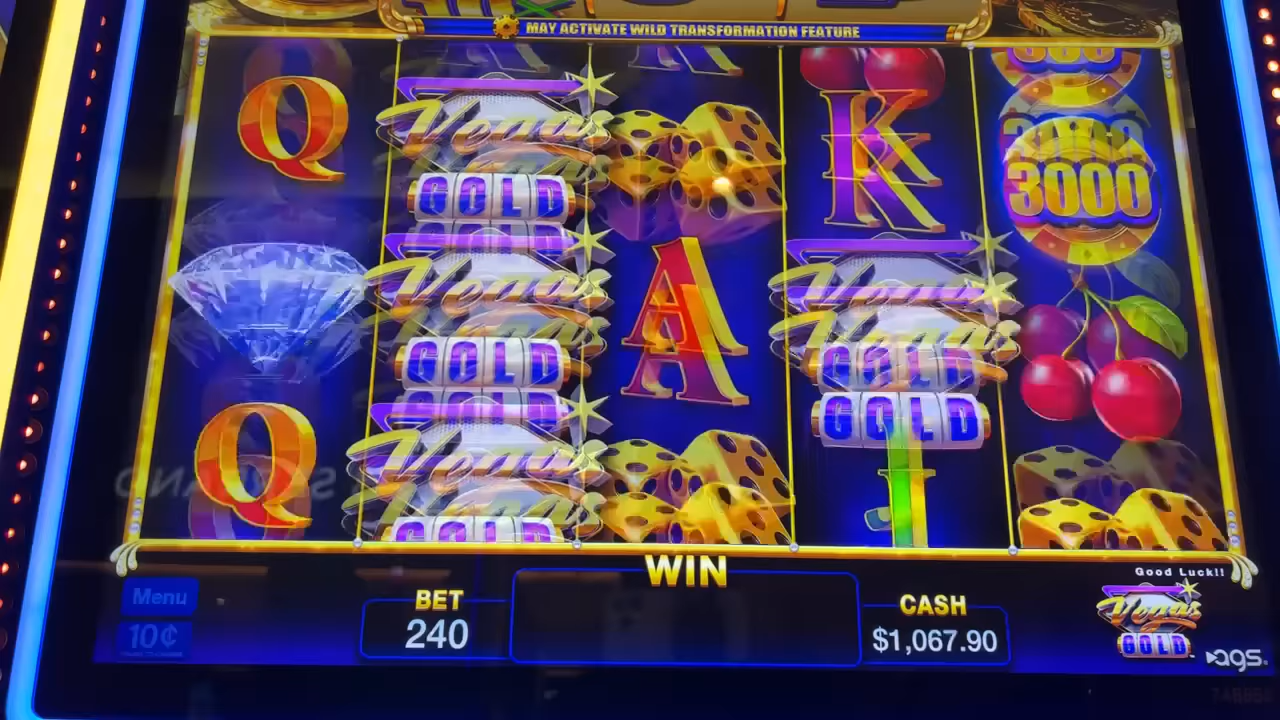 MAY ACTIVATE WILD TRANSFORMATION FEATURE
Q
Vegas
GOLD
K
3000
Vegas
GOLD
A
Vegas
GOLD
Q
Vegas
GOLD
J
WIN
Good Luck!!
Menu
BET
CASH
Vegas
10¢
240
$1,067.90
GOLD
ags